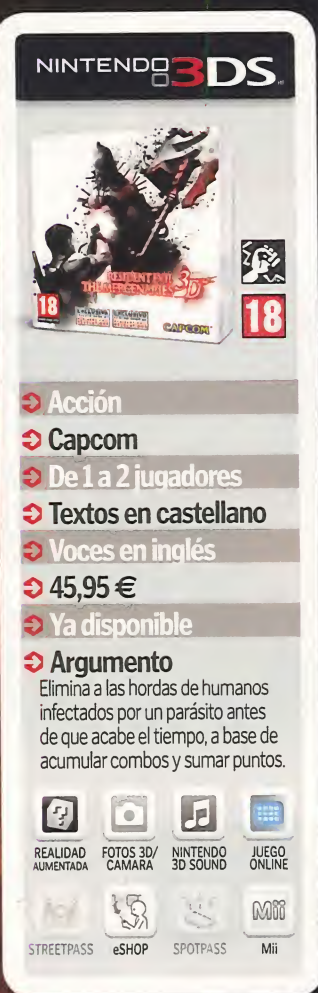 NINTENDO 3DS
RESIDENT EVIL
THE MERCENARIES 3D
18
CAPCOM
18
Acción
Capcom
De 1 a 2 jugadores
Textos en castellano
Voces en inglés
45,95 €
Ya disponible
Argumento
Elimina a las hordas de humanos
infectados por un parásito antes
de que acabe el tiempo, a base de
acumular combos y sumar puntos.
Mii
REALIDAD AUMENTADA
FOTOS 3D/ CAMARA
NINTENDO 3D SOUND
JUEGO ONLINE
STREETPASS eSHOP SPOTPASS Mii